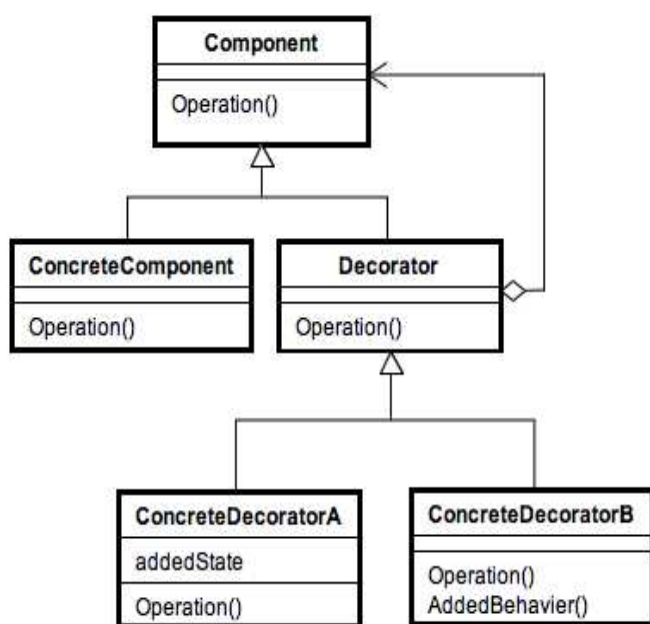 Component
Operation()
ConcreteComponent
Operation()
Decorator
Operation()
ConcreteDecoratorA
addedState
Operation()
ConcreteDecoratorB
Operation()
AddedBehavier()